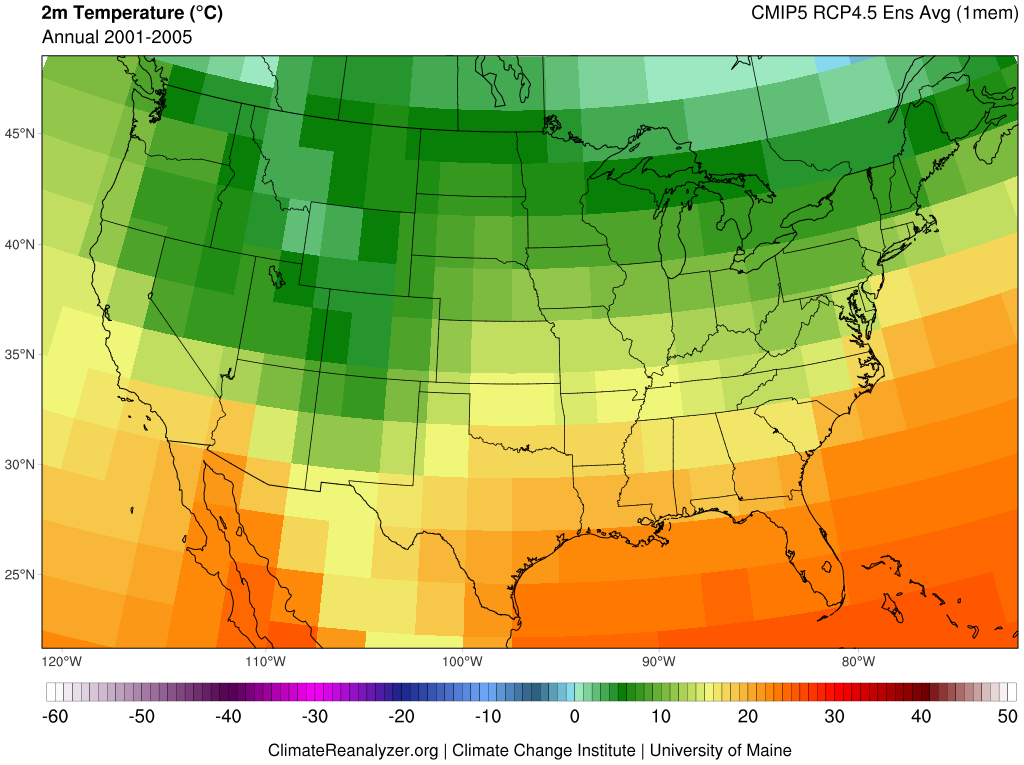 2m Temperature (°C)
CMIP5 RCP4.5 Ens Avg (1mem)
Annual 2001-2005
45°N
40°N
35°N
30°N
25°N
120°W 110°W 100°W 90°W 80°W
-60 -50 -40 -30 -20 -10 0 10 20 30 40 50
ClimateReanalyzer.org | Climate Change Institute | University of Maine